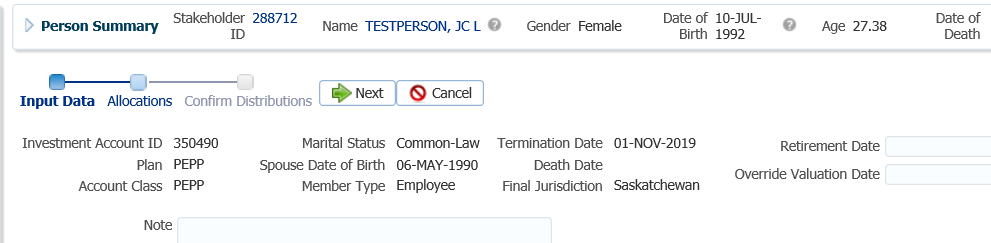 Person Summary Stakeholder ID 288712 Name TESTPERSON, JC L Gender Female Date of Birth 10-JUL-1992 Age 27.38 Date of Death
Input Data Allocations Confirm Distributions Next Cancel
Investment Account ID 350490 Marital Status Common-Law Termination Date 01-NOV-2019 Retirement Date
Plan PEPP Spouse Date of Birth 06-MAY-1990 Death Date Override Valuation Date
Account Class PEPP Member Type Employee Final Jurisdiction Saskatchewan
Note